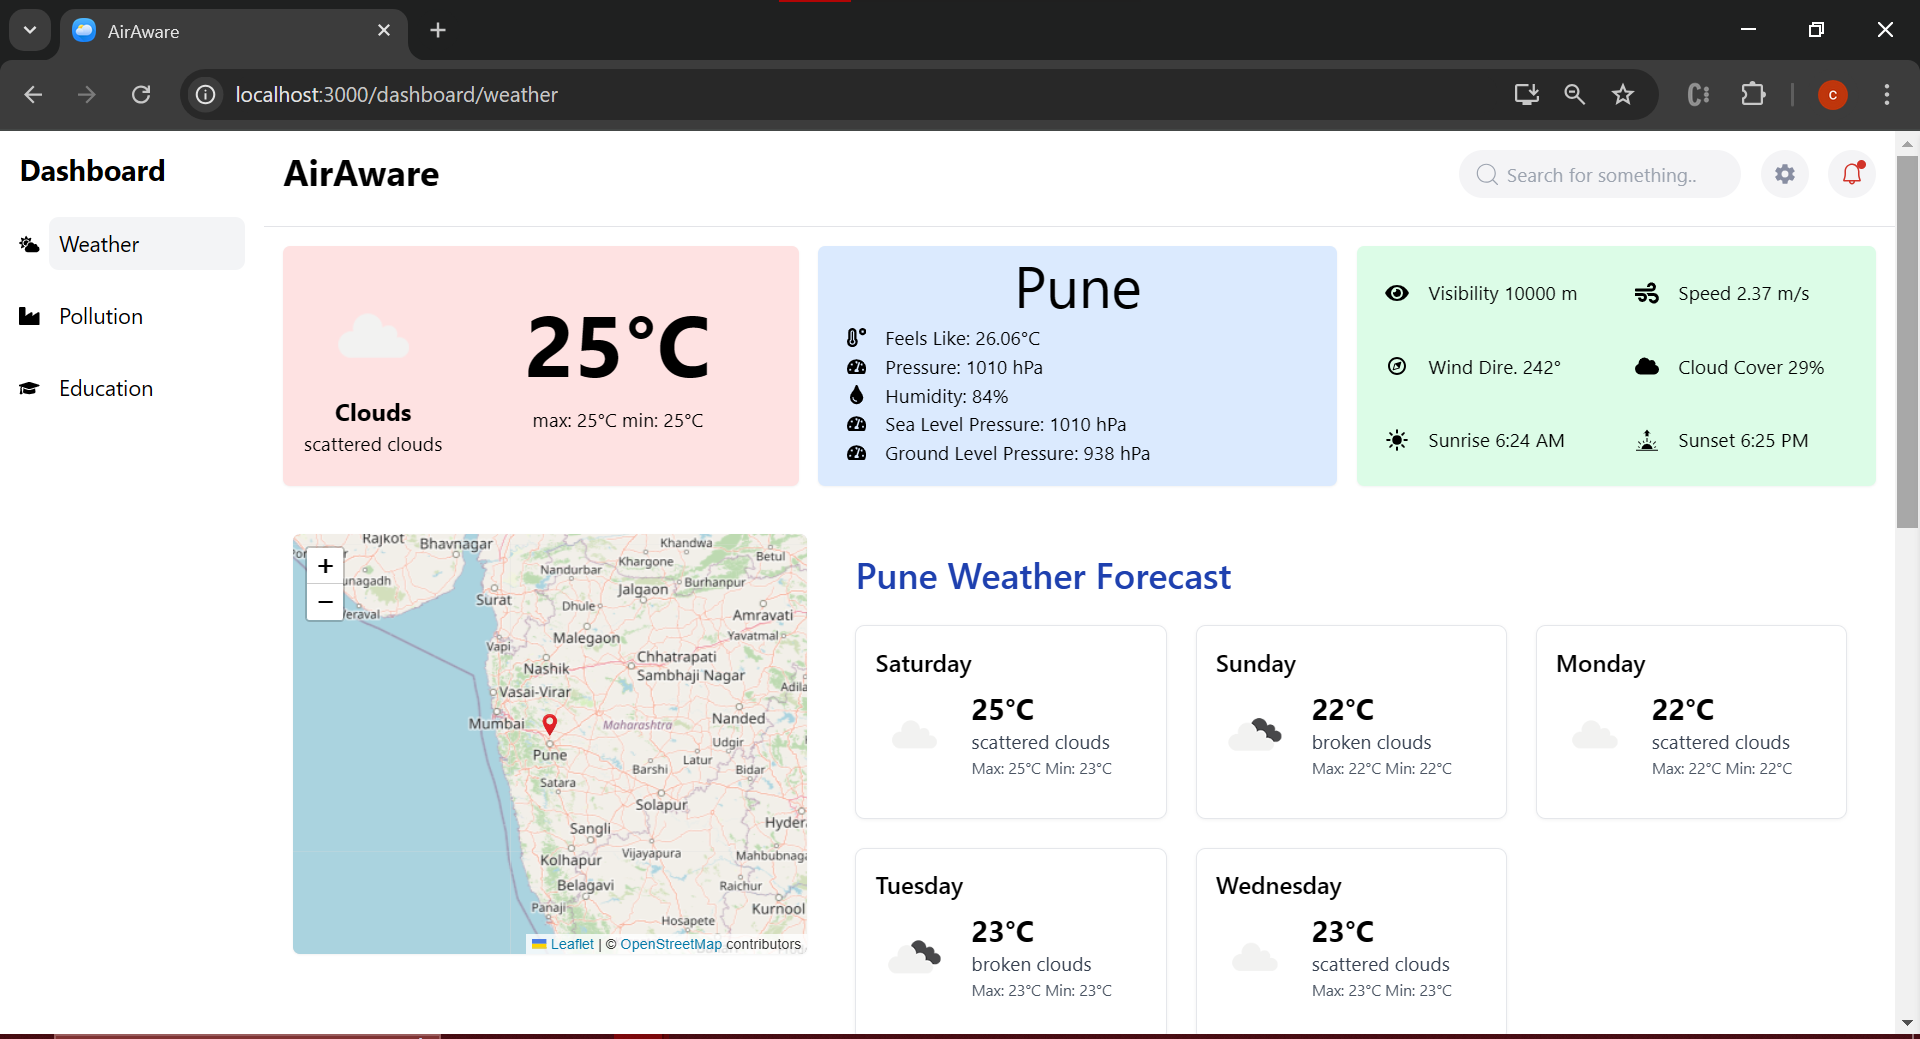 AirAware
localhost:3000/dashboard/weather
c
Dashboard
Weather
Pollution
Education
AirAware
Search for something..
Clouds
scattered clouds
25°C
max: 25°C min: 25°C
Pune
Feels Like: 26.06°C
Pressure: 1010 hPa
Humidity: 84%
Sea Level Pressure: 1010 hPa
Ground Level Pressure: 938 hPa
Visibility 10000 m
Speed 2.37 m/s
Wind Dire. 242°
Cloud Cover 29%
Sunrise 6:24 AM
Sunset 6:25 PM
+
−
Rajkot
Bhavnagar
Khandwa
Betul
Khargone
Nandurbar
Burhanpur
Jalgaon
unagadh
Surat
Dhule
Amravati
eraval
Malegaon
Yavatmal
Vapi
Chhatrapati
Sambhaji Nagar
Nashik
Adila
Vasai-Virar
Mumbai
Maharashtra
Nanded
Pune
Udgir
Latur
Barshi
Bidar
Satara
Solapur
Hyder
Sangli
Kolhapur
Vijayapura
Mahbubnaga
Belagavi
Raichur
Panaji
Kurnool
Hosapete
Leaflet | © OpenStreetMap contributors
Pune Weather Forecast
Saturday
25°C
scattered clouds
Max: 25°C Min: 23°C
Sunday
22°C
broken clouds
Max: 22°C Min: 22°C
Monday
22°C
scattered clouds
Max: 22°C Min: 22°C
Tuesday
23°C
broken clouds
Max: 23°C Min: 23°C
Wednesday
23°C
scattered clouds
Max: 23°C Min: 23°C